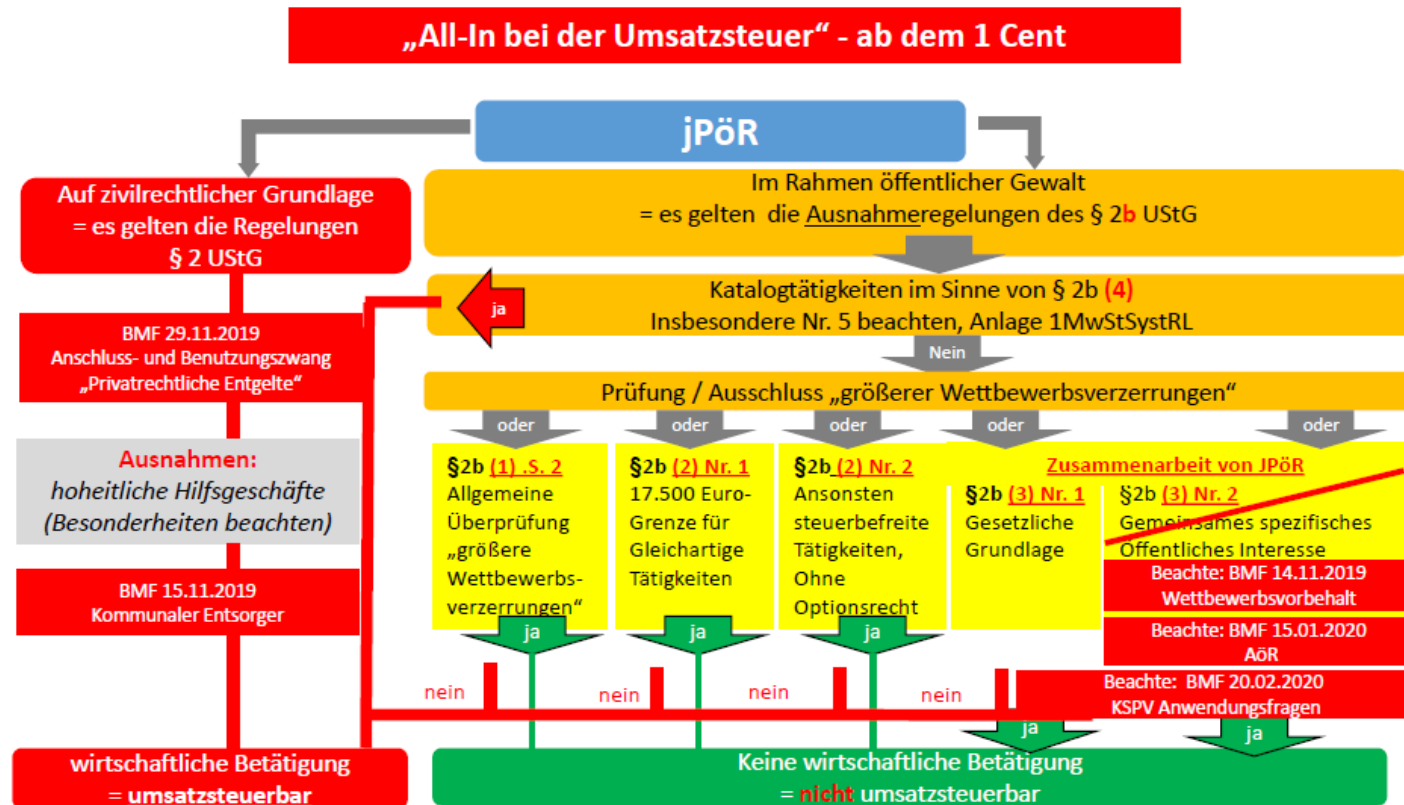 „All-In bei der Umsatzsteuer“ - ab dem 1 Cent
jPöR
Auf zivilrechtlicher Grundlage
= es gelten die Regelungen
§ 2 UStG
Im Rahmen öffentlicher Gewalt
= es gelten die Ausnahmeregelungen des § 2b UStG
ja
Katalogtätigkeiten im Sinne von § 2b (4)
Insbesondere Nr. 5 beachten, Anlage 1MwStSystRL
Nein
BMF 29.11.2019
Anschluss- und Benutzungszwang
„Privatrechtliche Entgelte“
Prüfung / Ausschluss „größerer Wettbewerbsverzerrungen“
oder
oder
oder
oder
oder
Ausnahmen:
hoheitliche Hilfsgeschäfte
(Besonderheiten beachten)
§2b (1) .S. 2
Allgemeine
Überprüfung
„größere
Wettbewerbs-
verzerrungen“
§2b (2) Nr. 1
17.500 Euro-
Grenze für
Gleichartige
Tätigkeiten
§2b (2) Nr. 2
Ansonsten
steuerbefreite
Tätigkeiten,
Ohne
Optionsrecht
Zusammenarbeit von JPöR
§2b (3) Nr. 1
Gesetzliche
Grundlage
§2b (3) Nr. 2
Gemeinsames spezifisches
Öffentliches Interesse
Beachte: BMF 14.11.2019
Wettbewerbsvorbehalt
Beachte: BMF 15.01.2020
AöR
Beachte: BMF 20.02.2020
KSPV Anwendungsfragen
BMF 15.11.2019
Kommunaler Entsorger
ja
ja
ja
nein
nein
nein
nein
ja
ja
wirtschaftliche Betätigung
= umsatzsteuerbar
Keine wirtschaftliche Betätigung
= nicht umsatzsteuerbar